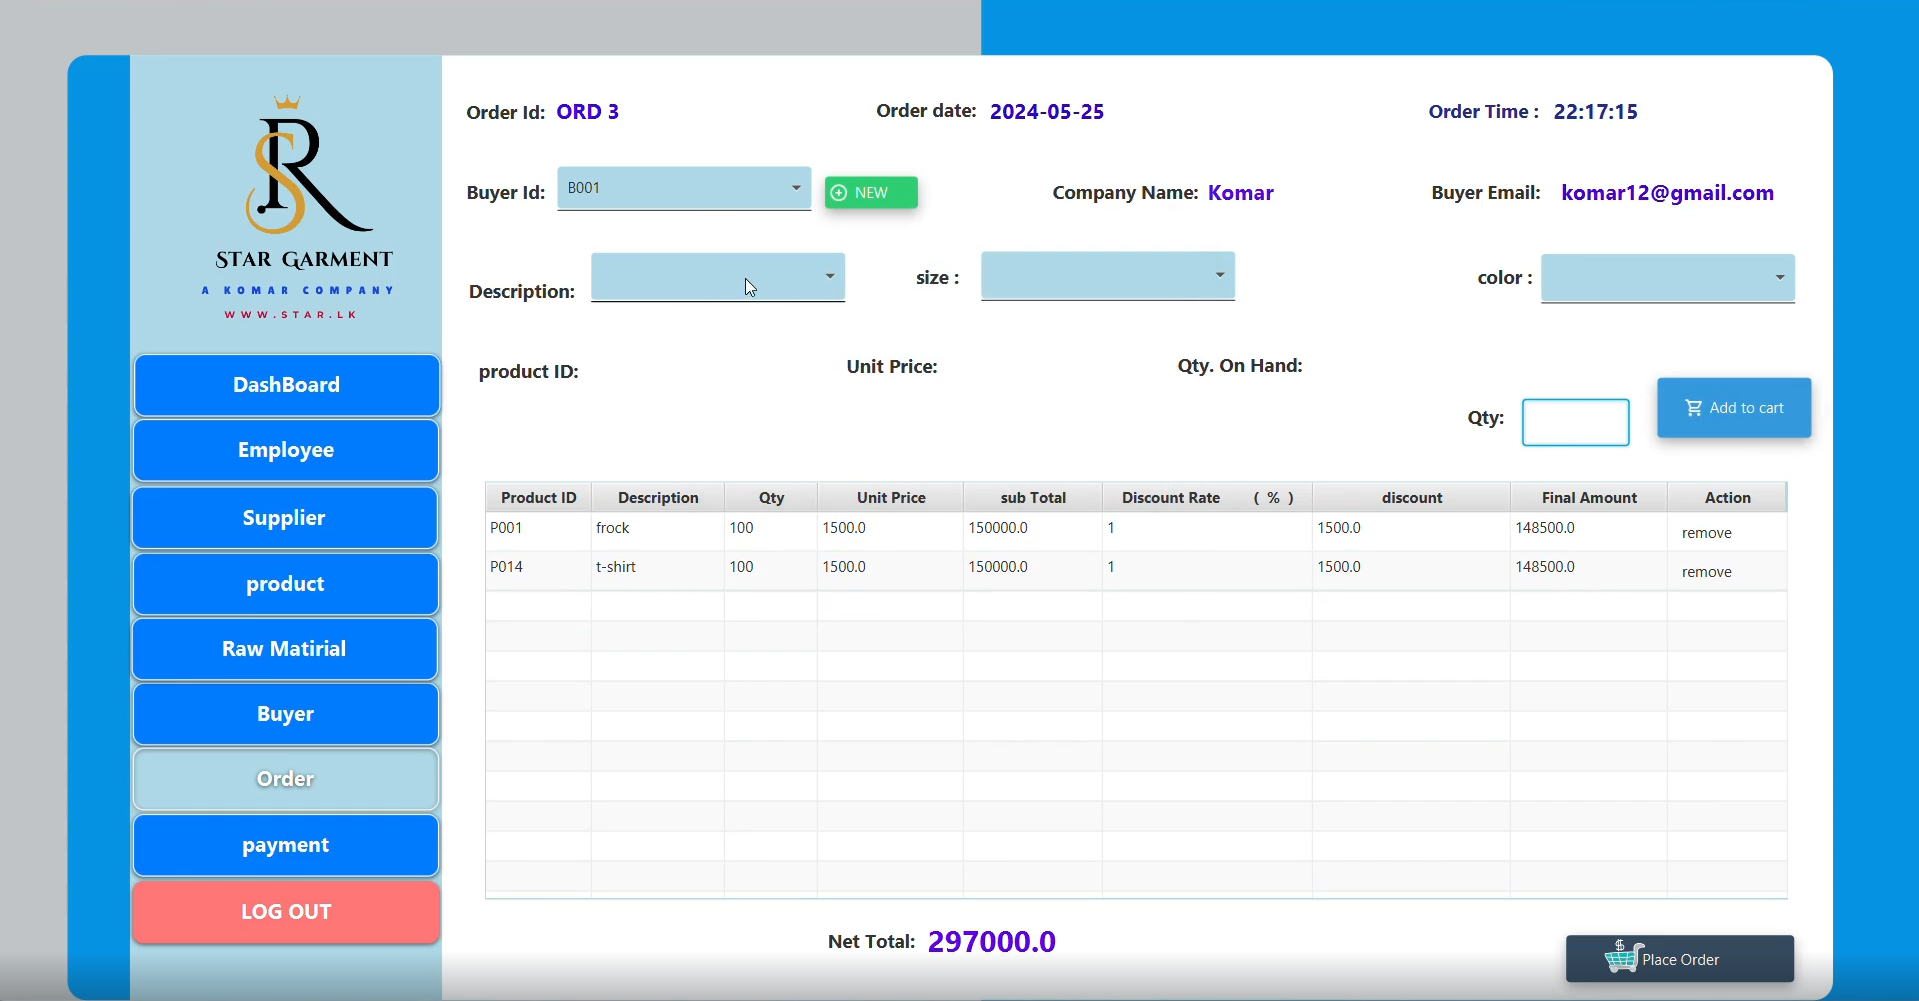 SR
STAR GARMENT
A KOMAR COMPANY
WWW.STAR.LK
DashBoard
Employee
Supplier
product
Raw Matirial
Buyer
Order
payment
LOG OUT
Order Id: ORD 3 Order date: 2024-05-25 Order Time : 22:17:15
Buyer Id: B001 NEW Company Name: Komar Buyer Email: komar12@gmail.com
Description: size : color :
product ID: Unit Price: Qty. On Hand:
Qty: Add to cart
Product ID Description Qty Unit Price sub Total Discount Rate ( % ) discount Final Amount Action
P001 frock 100 1500.0 150000.0 1 1500.0 148500.0 remove
P014 t-shirt 100 1500.0 150000.0 1 1500.0 148500.0 remove
Net Total: 297000.0
$ Place Order